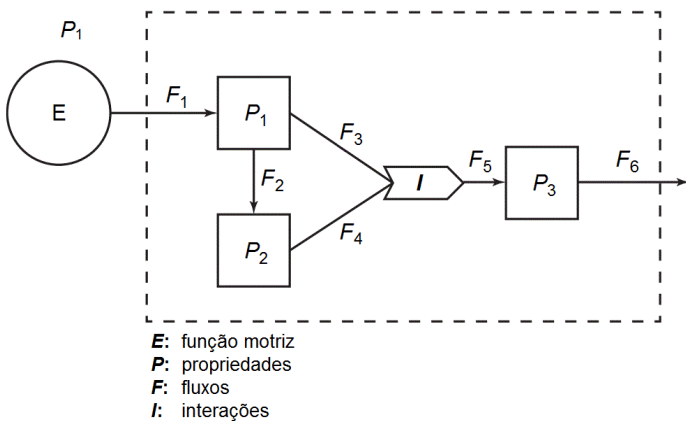 P1
E
F1
P1
F3
F2
I
F5
P3
F6
P2
F4
E: função motriz
P: propriedades
F: fluxos
I: interações